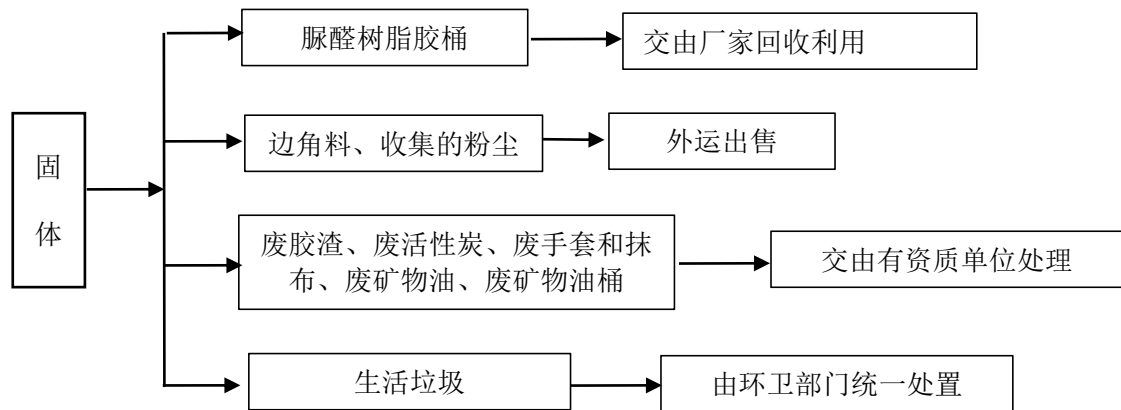 脲醛树脂胶桶
交由厂家回收利用
边角料、收集的粉尘
外运出售
固
体
废胶渣、废活性炭、废手套和抹
布、废矿物油、废矿物油桶
交由有资质单位处理
生活垃圾
由环卫部门统一处置